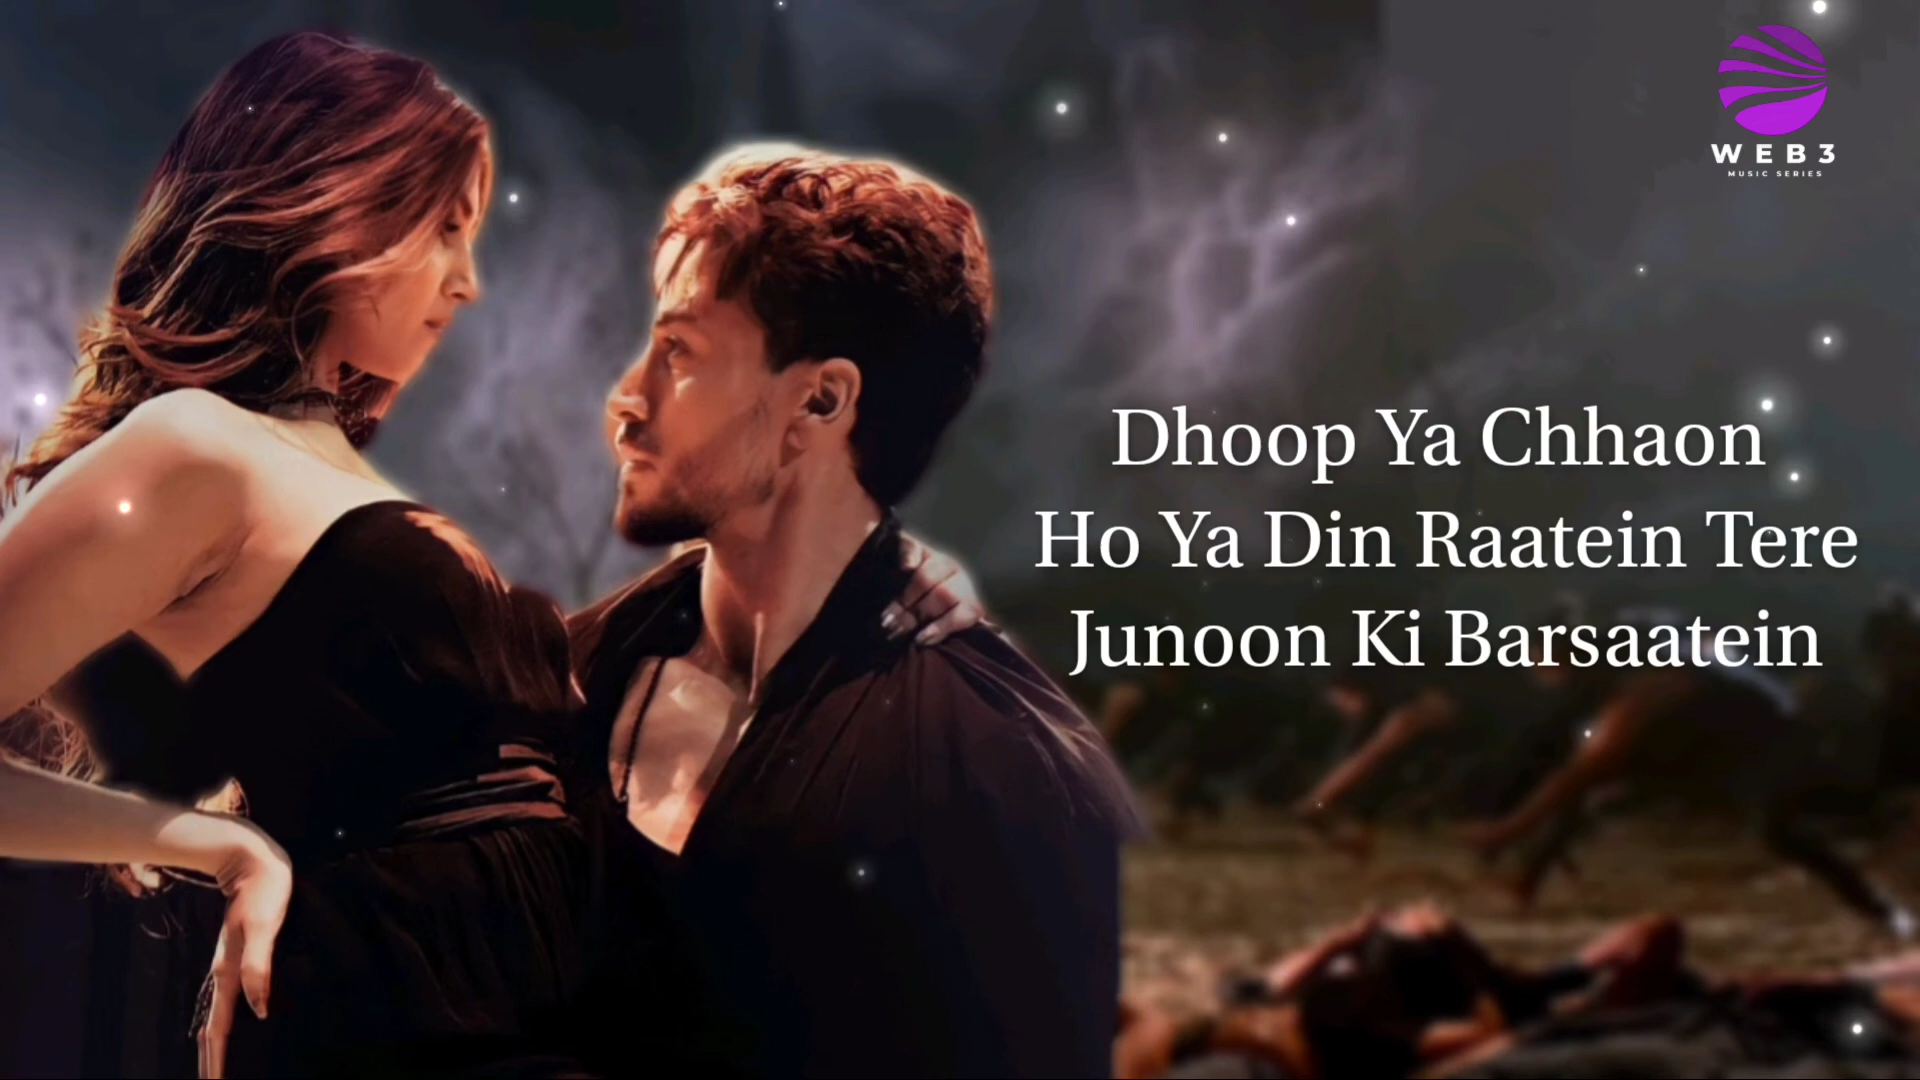 WEB3
MUSIC SERIES
Dhoop Ya Chhaon
Ho Ya Din Raatein Tere
Junoon Ki Barsaatein